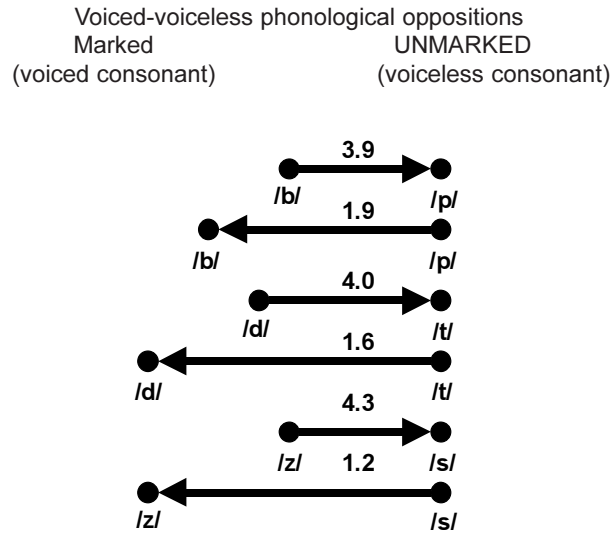 Voiced-voiceless phonological oppositions
Marked UNMARKED
(voiced consonant) (voiceless consonant)
3.9
/b/ /p/
1.9
/b/ /p/
4.0
/d/ /t/
1.6
/d/ /t/
4.3
/z/ /s/
1.2
/z/ /s/